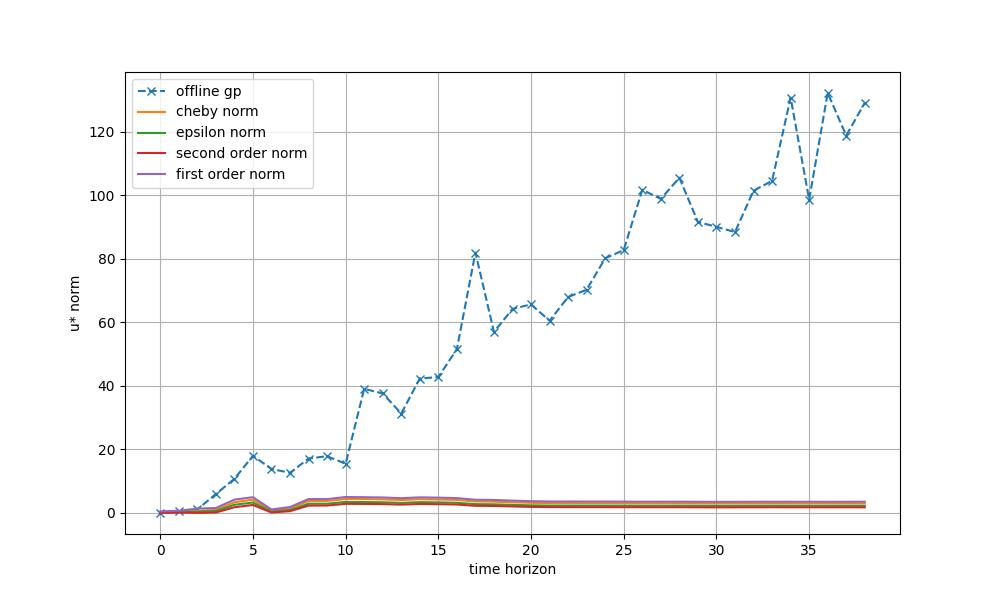 offline gp
cheby norm
epsilon norm
second order norm
first order norm
120
100
80
60
40
20
0
u* norm
0 5 10 15 20 25 30 35
time horizon